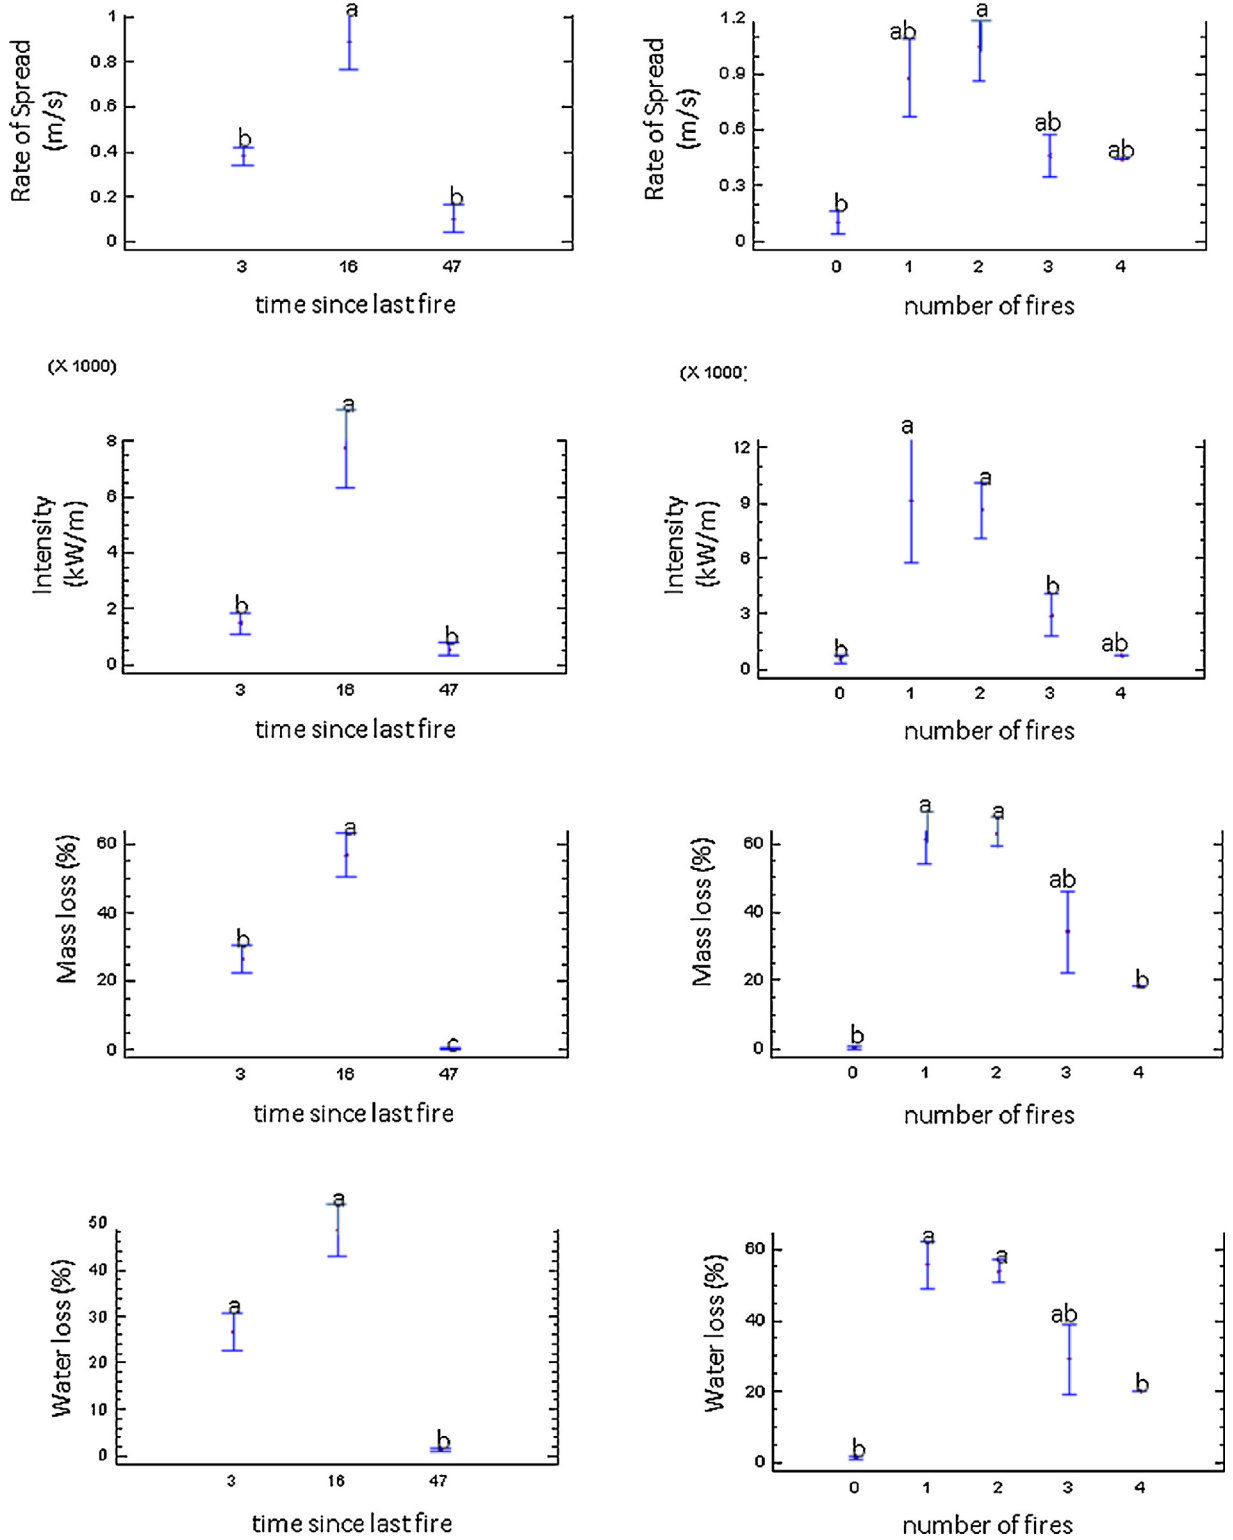 Rate of Spread
(m/s)
1
0.8
0.6
0.4
0.2
0
b
a
b
3 16 47
time since last fire
Rate of Spread
(m/s)
1.2
0.9
0.6
0.3
0
b
ab
a
ab
ab
0 1 2 3 4
number of fires
(X 1000)
Intensity
(kW/m)
8
6
4
2
0
b
a
b
3 16 47
time since last fire
(X 1000)
Intensity
(kW/m)
12
9
6
3
0
b
a
a
b
ab
0 1 2 3 4
number of fires
Mass loss (%)
60
40
20
0
b
a
c
3 16 47
time since last fire
Mass loss (%)
60
40
20
0
b
a
a
ab
b
0 1 2 3 4
number of fires
Water loss (%)
50
40
30
20
10
0
a
a
b
3 16 47
time since last fire
Water loss (%)
60
40
20
0
b
a
a
ab
b
0 1 2 3 4
number of fires